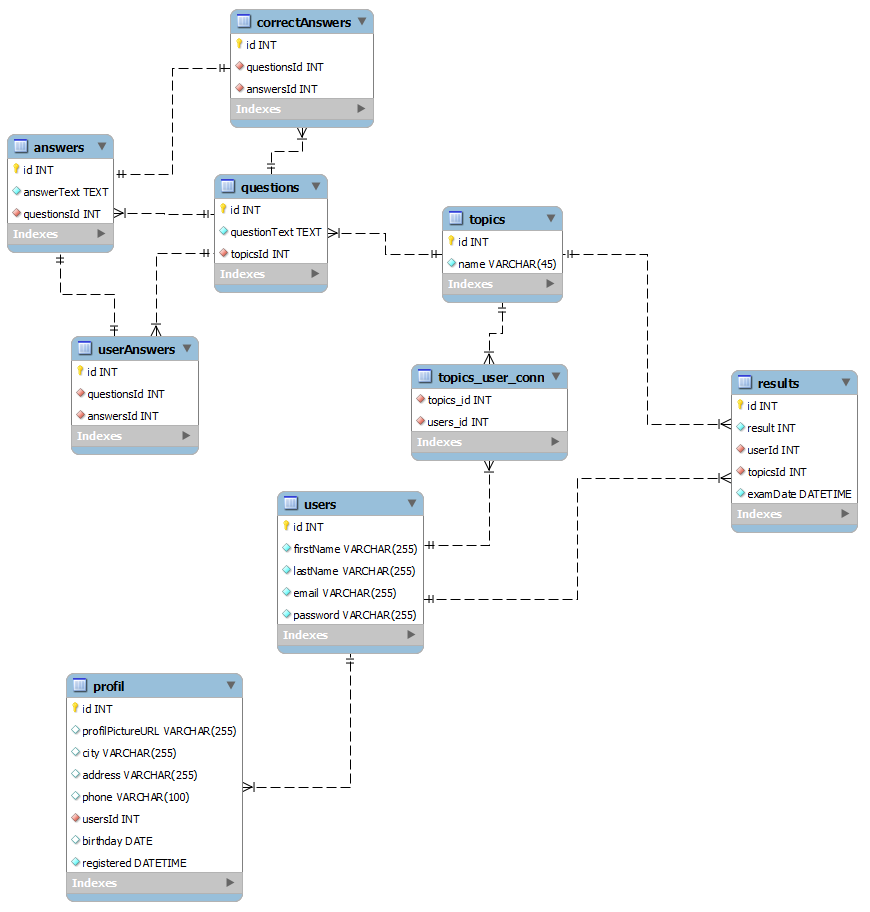 correctAnswers
id INT
questionsId INT
answersId INT
Indexes
answers
id INT
answerText TEXT
questionsId INT
Indexes
questions
id INT
questionText TEXT
topicsId INT
Indexes
topics
id INT
name VARCHAR(45)
Indexes
userAnswers
id INT
questionsId INT
answersId INT
Indexes
topics_user_conn
topics_id INT
users_id INT
Indexes
results
id INT
result INT
userId INT
topicsId INT
examDate DATETIME
Indexes
users
id INT
firstName VARCHAR(255)
lastName VARCHAR(255)
email VARCHAR(255)
password VARCHAR(255)
Indexes
profil
id INT
profilPictureURL VARCHAR(255)
city VARCHAR(255)
address VARCHAR(255)
phone VARCHAR(100)
usersId INT
birthday DATE
registered DATETIME
Indexes